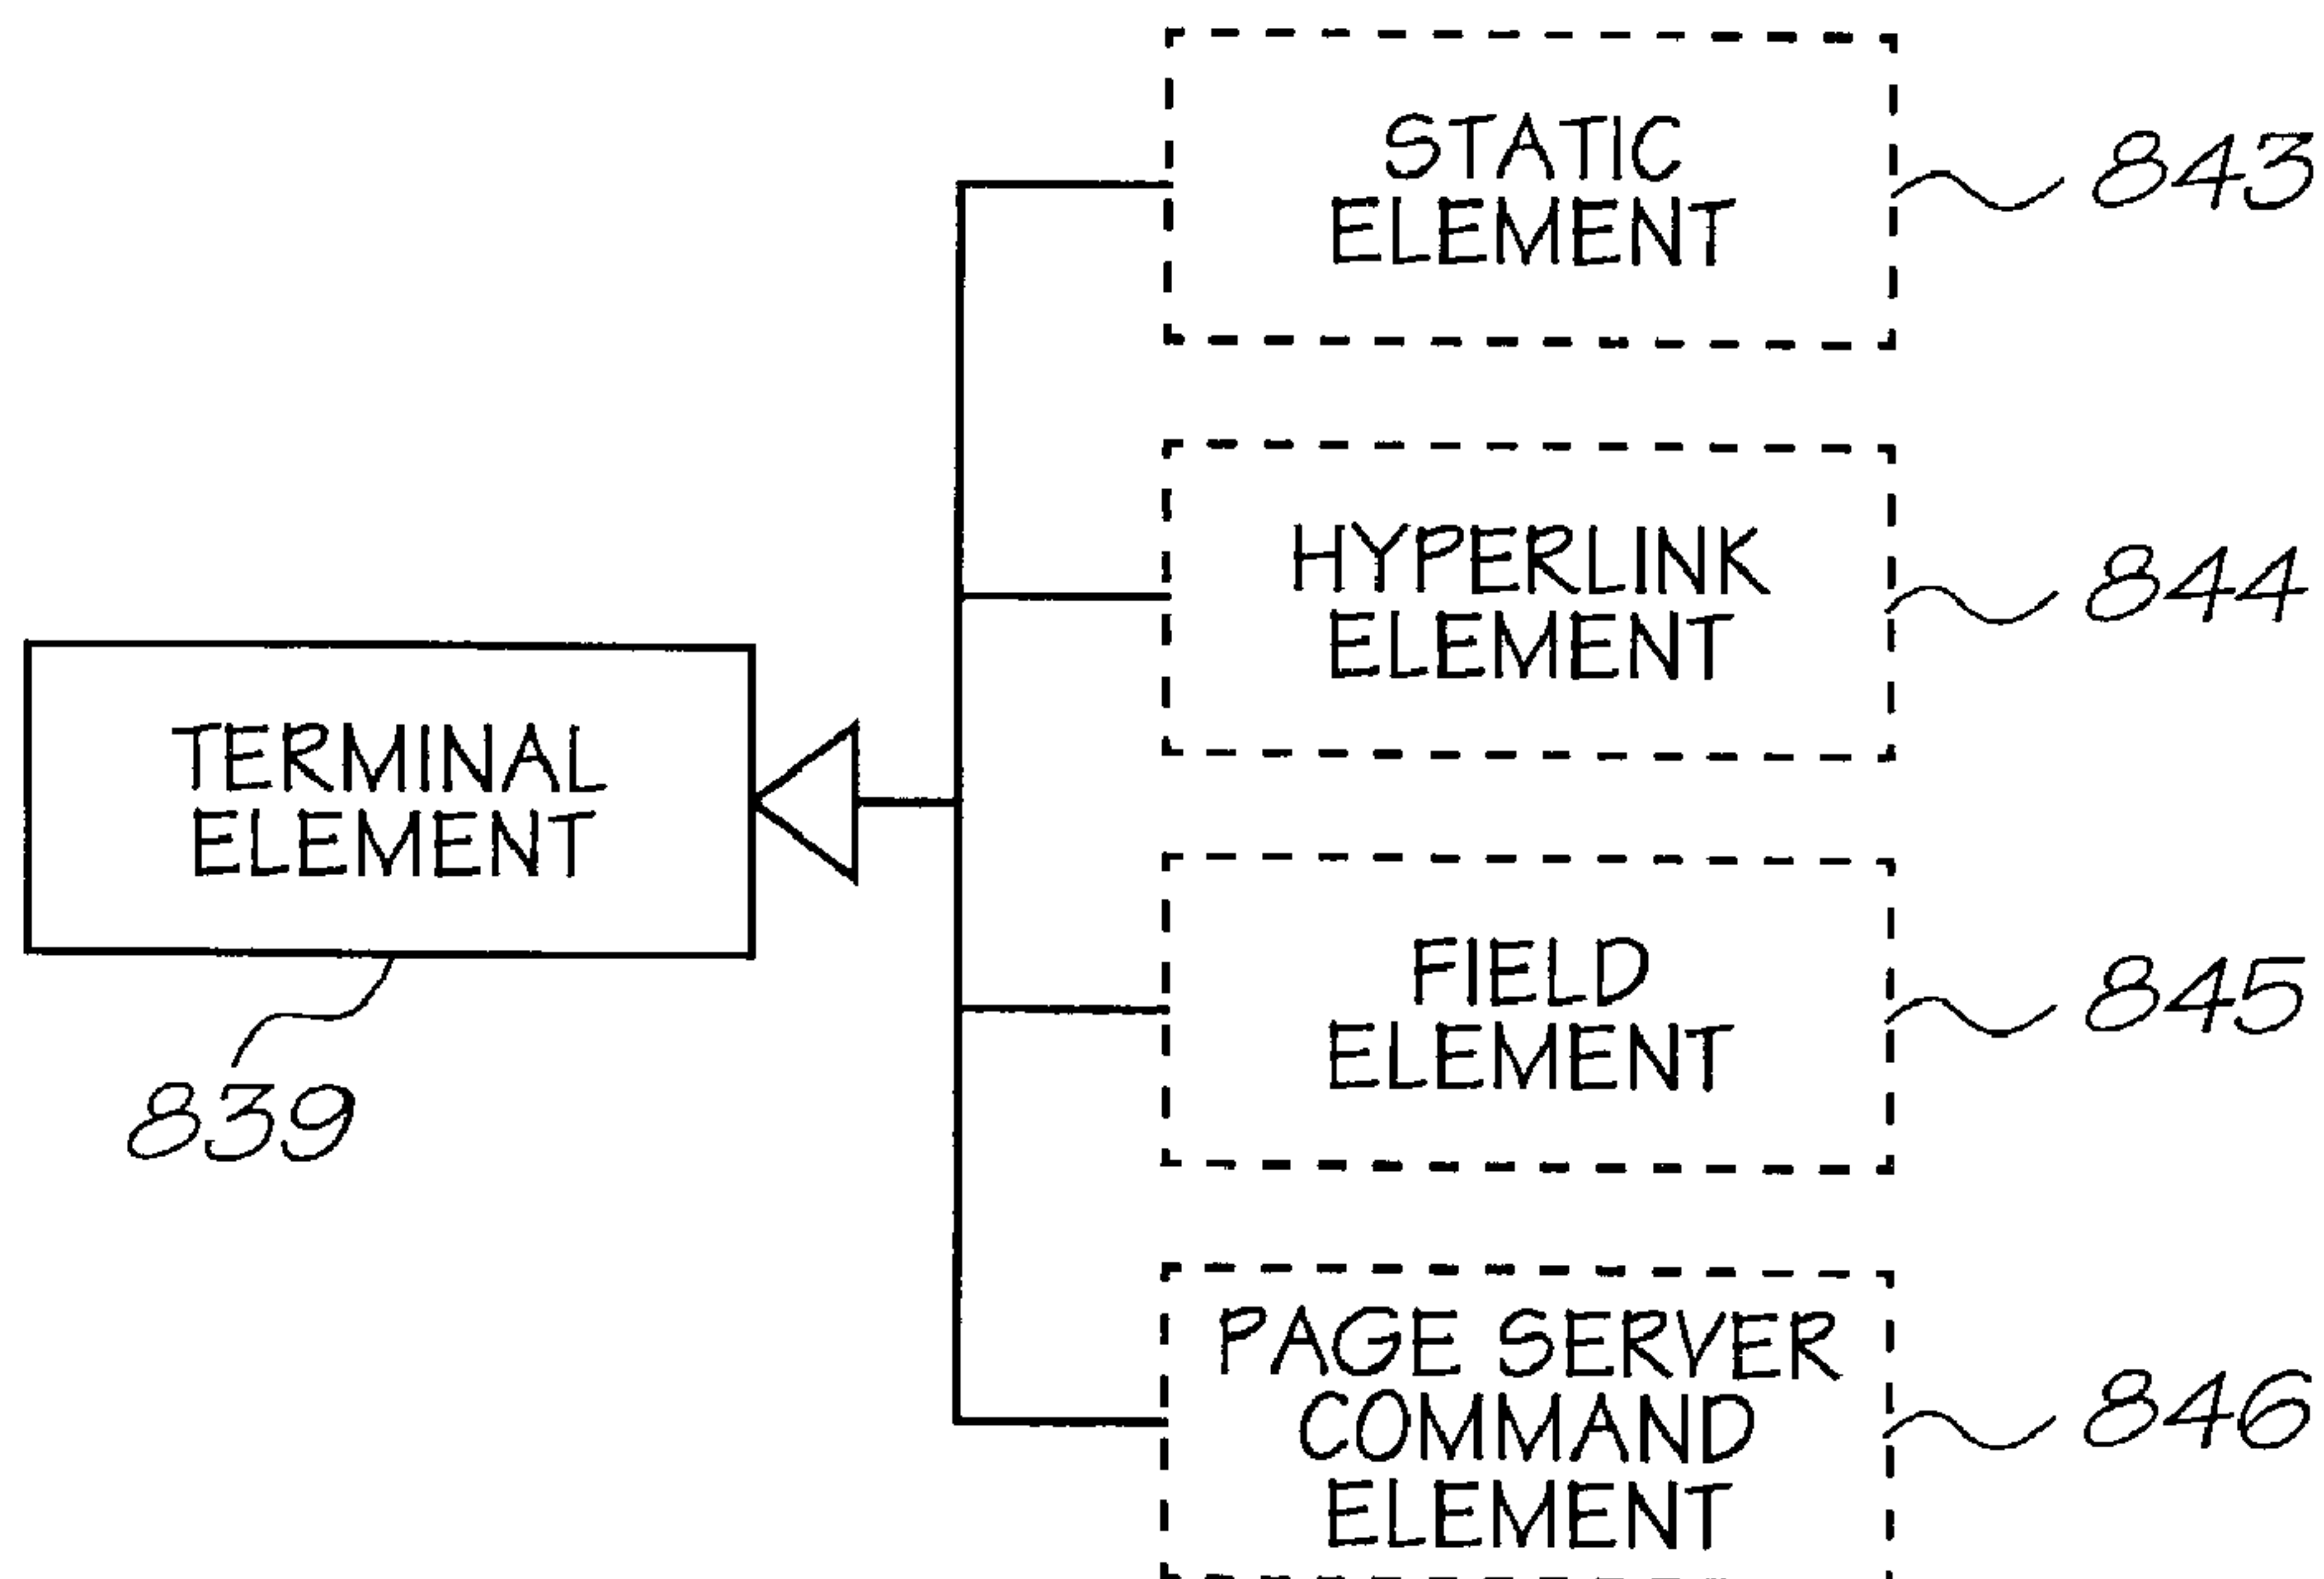 STATIC
ELEMENT
843
HYPERLINK
ELEMENT
844
TERMINAL
ELEMENT
839
FIELD
ELEMENT
845
PAGE SERVER
COMMAND
ELEMENT
846